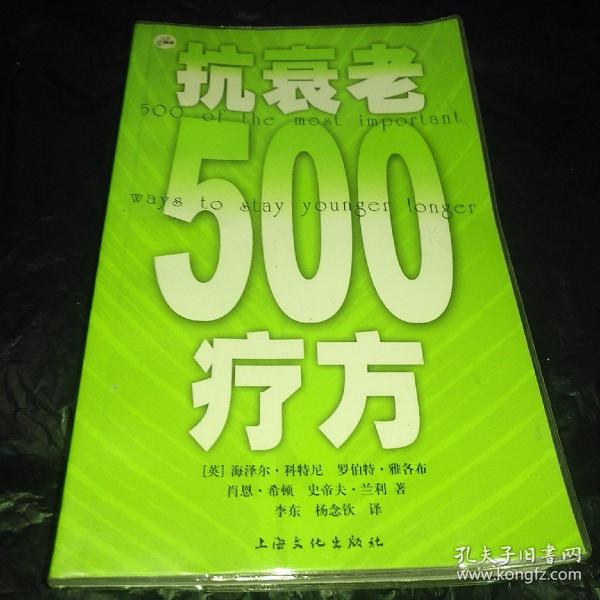 抗衰老
500 of the most important
500
ways to stay younger longer
疗方
[英] 海泽尔·科特尼 罗伯特·雅各布
肖恩·希顿 史帝夫·兰利 著
李东 杨念钦 译
上海文化出版社
孔夫子旧书网
www.kongfz.com